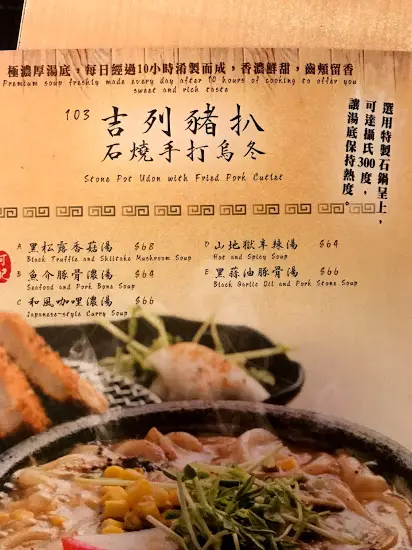 極濃厚湯底，每日經過10小時淆製而成，香濃鮮甜，齒頰留香
Premium soup freshly made every day after 10 hours of cooking to offer you
sweet and rich taste
103 吉列豬扒
石燒手打烏冬
Stone Pot Udon with Fried Pork Cutlet
選用特製石鍋呈上，
可達攝氏300度，
讓湯底保持熱度。
A 黑松露香菇湯 $68
Black Truffle and Shiitake Mushroom Soup
B 魚介豚骨濃湯 $64
Seafood and Pork Bone Soup
C 和風咖喱濃湯 $66
Japanese-style Curry Soup
D 山地獄辛辣湯 $64
Hot and Spicy Soup
E 黑蒜油豚骨湯 $66
Black Garlic Oil and Pork Stone Soup